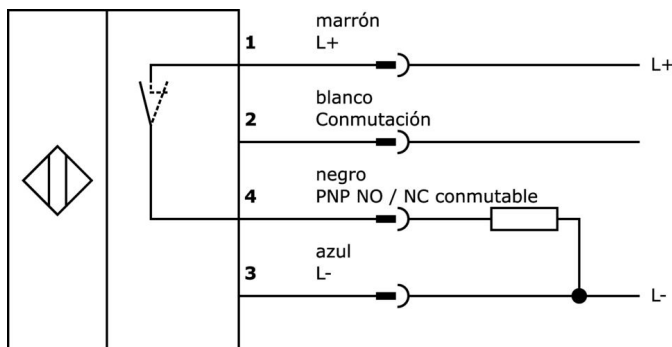 marrón
1
L+
L+
blanco
2
Conmutación
negro
4
PNP NO / NC conmutable
azul
3
L-
L-